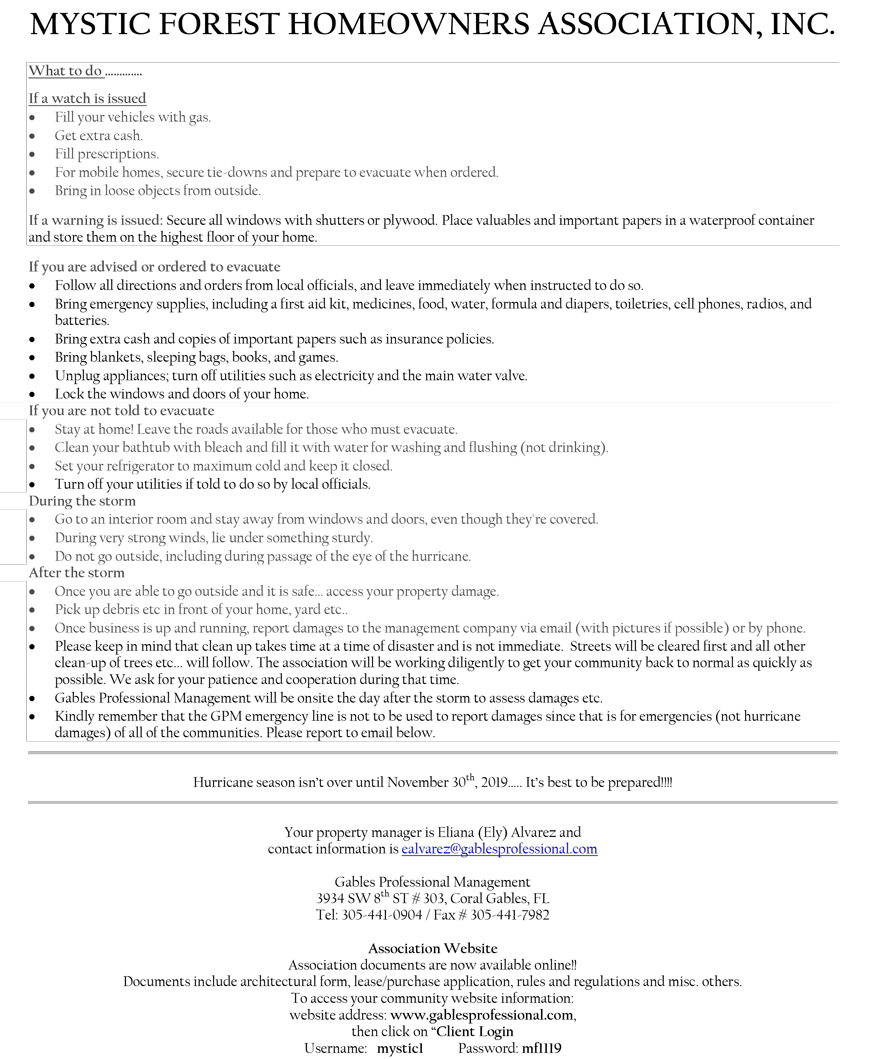 MYSTIC FOREST HOMEOWNERS ASSOCIATION, INC.
What to do .............
If a watch is issued
• Fill your vehicles with gas.
• Get extra cash.
• Fill prescriptions.
• For mobile homes, secure tie-downs and prepare to evacuate when ordered.
• Bring in loose objects from outside.
If a warning is issued: Secure all windows with shutters or plywood. Place valuables and important papers in a waterproof container
and store them on the highest floor of your home.
If you are advised or ordered to evacuate
• Follow all directions and orders from local officials, and leave immediately when instructed to do so.
• Bring emergency supplies, including a first aid kit, medicines, food, water, formula and diapers, toiletries, cell phones, radios, and
batteries.
• Bring extra cash and copies of important papers such as insurance policies.
• Bring blankets, sleeping bags, books, and games.
• Unplug appliances; turn off utilities such as electricity and the main water valve.
• Lock the windows and doors of your home.
If you are not told to evacuate
• Stay at home! Leave the roads available for those who must evacuate.
• Clean your bathtub with bleach and fill it with water for washing and flushing (not drinking).
• Set your refrigerator to maximum cold and keep it closed.
• Turn off your utilities if told to do so by local officials.
During the storm
• Go to an interior room and stay away from windows and doors, even though they're covered.
• During very strong winds, lie under something sturdy.
• Do not go outside, including during passage of the eye of the hurricane.
After the storm
• Once you are able to go outside and it is safe... access your property damage.
• Pick up debris etc in front of your home, yard etc..
• Once business is up and running, report damages to the management company via email (with pictures if possible) or by phone.
• Please keep in mind that clean up takes time at a time of disaster and is not immediate. Streets will be cleared first and all other
clean-up of trees etc... will follow. The association will be working diligently to get your community back to normal as quickly as
possible. We ask for your patience and cooperation during that time.
• Gables Professional Management will be onsite the day after the storm to assess damages etc.
• Kindly remember that the GPM emergency line is not to be used to report damages since that is for emergencies (not hurricane
damages) of all of the communities. Please report to email below.
Hurricane season isn't over until November 30th, 2019..... It's best to be prepared!!!!
Your property manager is Eliana (Ely) Alvarez and
contact information is ealvarez@gablesprofessional.com
Gables Professional Management
3934 SW 8th ST # 303, Coral Gables, FL
Tel: 305-441-0904 / Fax # 305-441-7982
Association Website
Association documents are now available online!!
Documents include architectural form, lease/purchase application, rules and regulations and misc. others.
To access your community website information:
website address: www.gablesprofessional.com,
then click on "Client Login
Username: mystic1 Password: mf1119